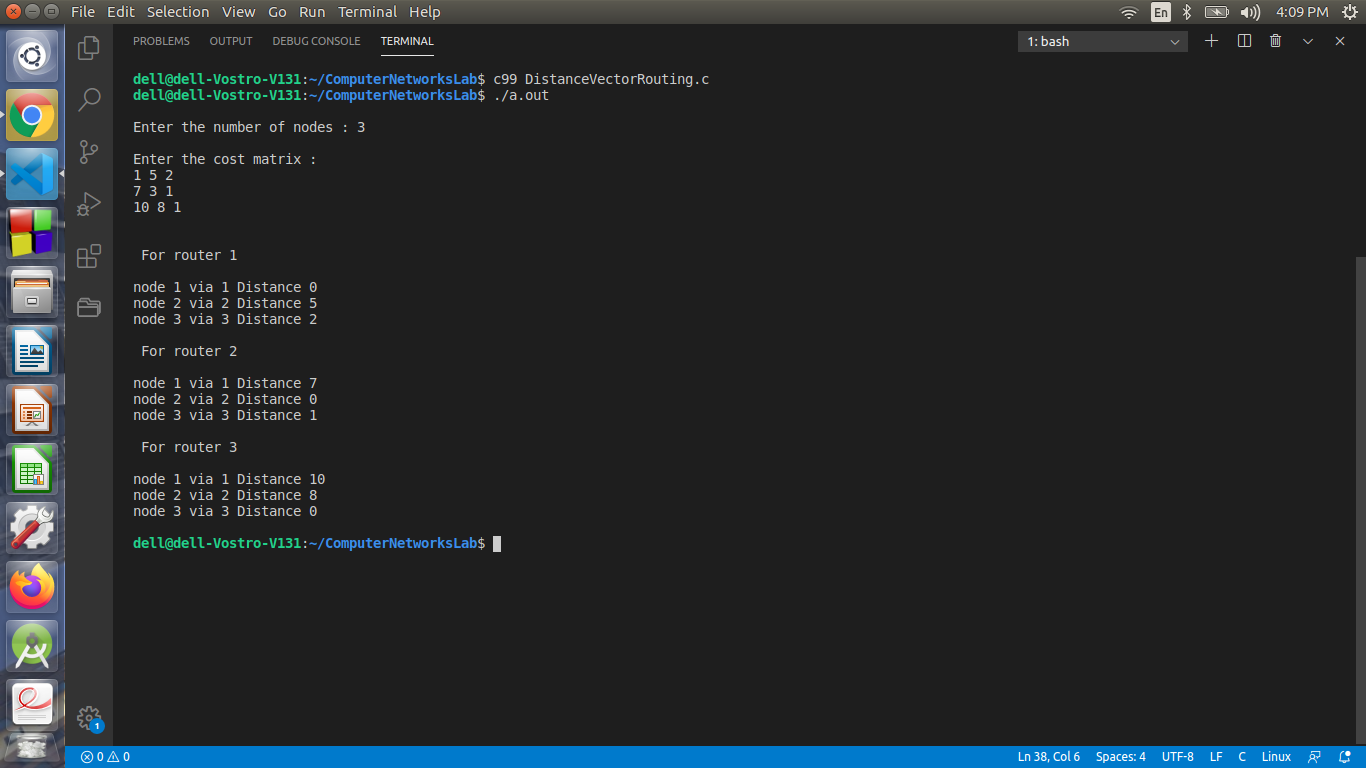 File Edit Selection View Go Run Terminal Help En 4:09 PM
PROBLEMS OUTPUT DEBUG CONSOLE TERMINAL 1: bash
dell@dell-Vostro-V131:~/ComputerNetworksLab$ c99 DistanceVectorRouting.c
dell@dell-Vostro-V131:~/ComputerNetworksLab$ ./a.out
Enter the number of nodes : 3
Enter the cost matrix :
1 5 2
7 3 1
10 8 1
For router 1
node 1 via 1 Distance 0
node 2 via 2 Distance 5
node 3 via 3 Distance 2
For router 2
node 1 via 1 Distance 7
node 2 via 2 Distance 0
node 3 via 3 Distance 1
For router 3
node 1 via 1 Distance 10
node 2 via 2 Distance 8
node 3 via 3 Distance 0
dell@dell-Vostro-V131:~/ComputerNetworksLab$
1
0 0 Ln 38, Col 6 Spaces: 4 UTF-8 LF C Linux